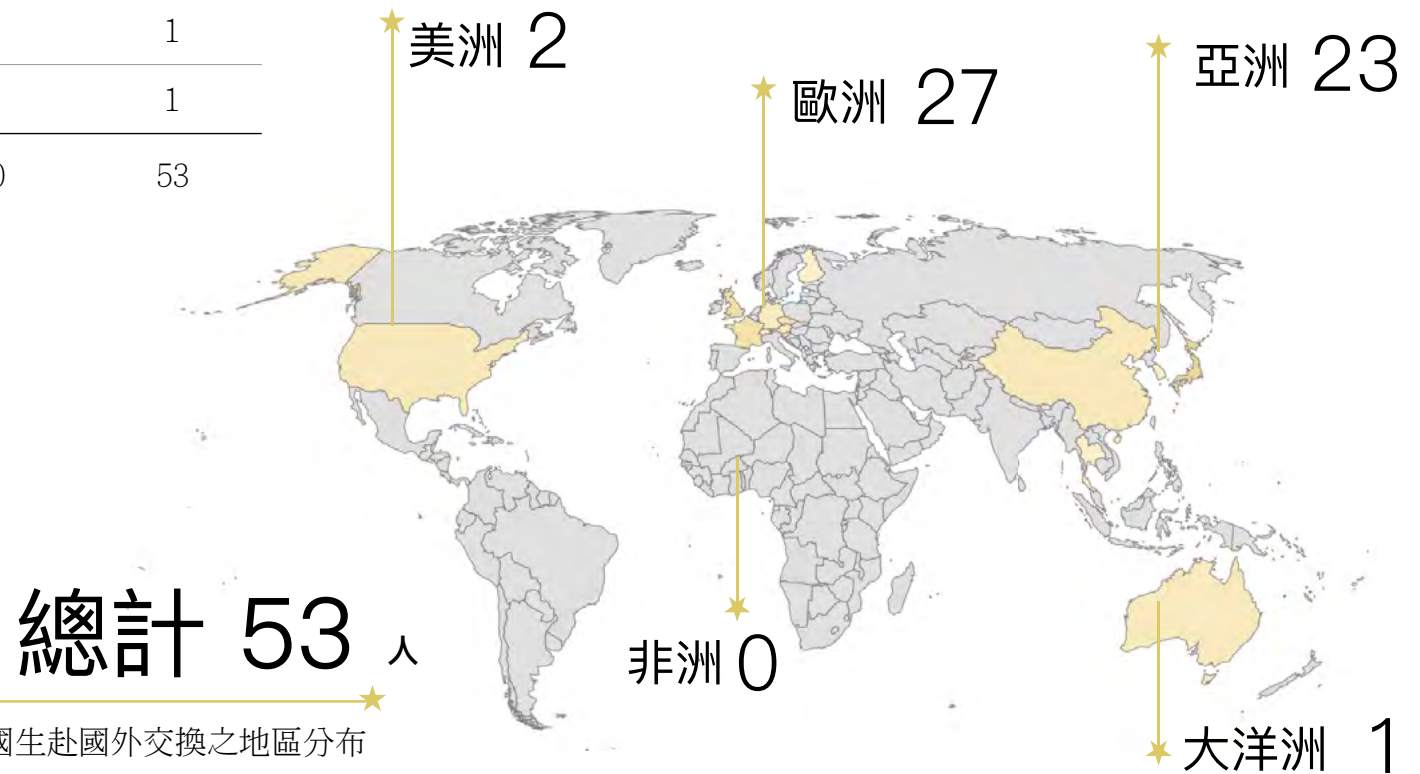 1
1
53
美洲 2
歐洲 27
亞洲 23
非洲 0
大洋洲 1
總計 53 人
國生赴國外交換之地區分布